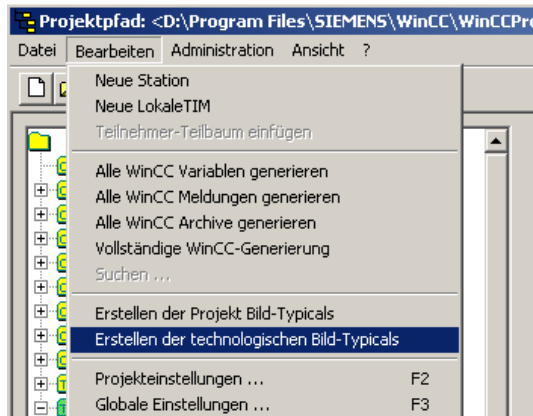 Projektpfad: <D:\Program Files\SIEMENS\WinCC\WinCCPr
Datei Bearbeiten Administration Ansicht ?
Neue Station
Neue LokaleTIM
Teilnehmer-Teilbaum einfügen
Alle WinCC Variablen generieren
Alle WinCC Meldungen generieren
Alle WinCC Archive generieren
Vollständige WinCC-Generierung
Suchen ...
Erstellen der Projekt Bild-Typicals
Erstellen der technologischen Bild-Typicals
Projekteinstellungen ... F2
Globale Einstellungen ... F3